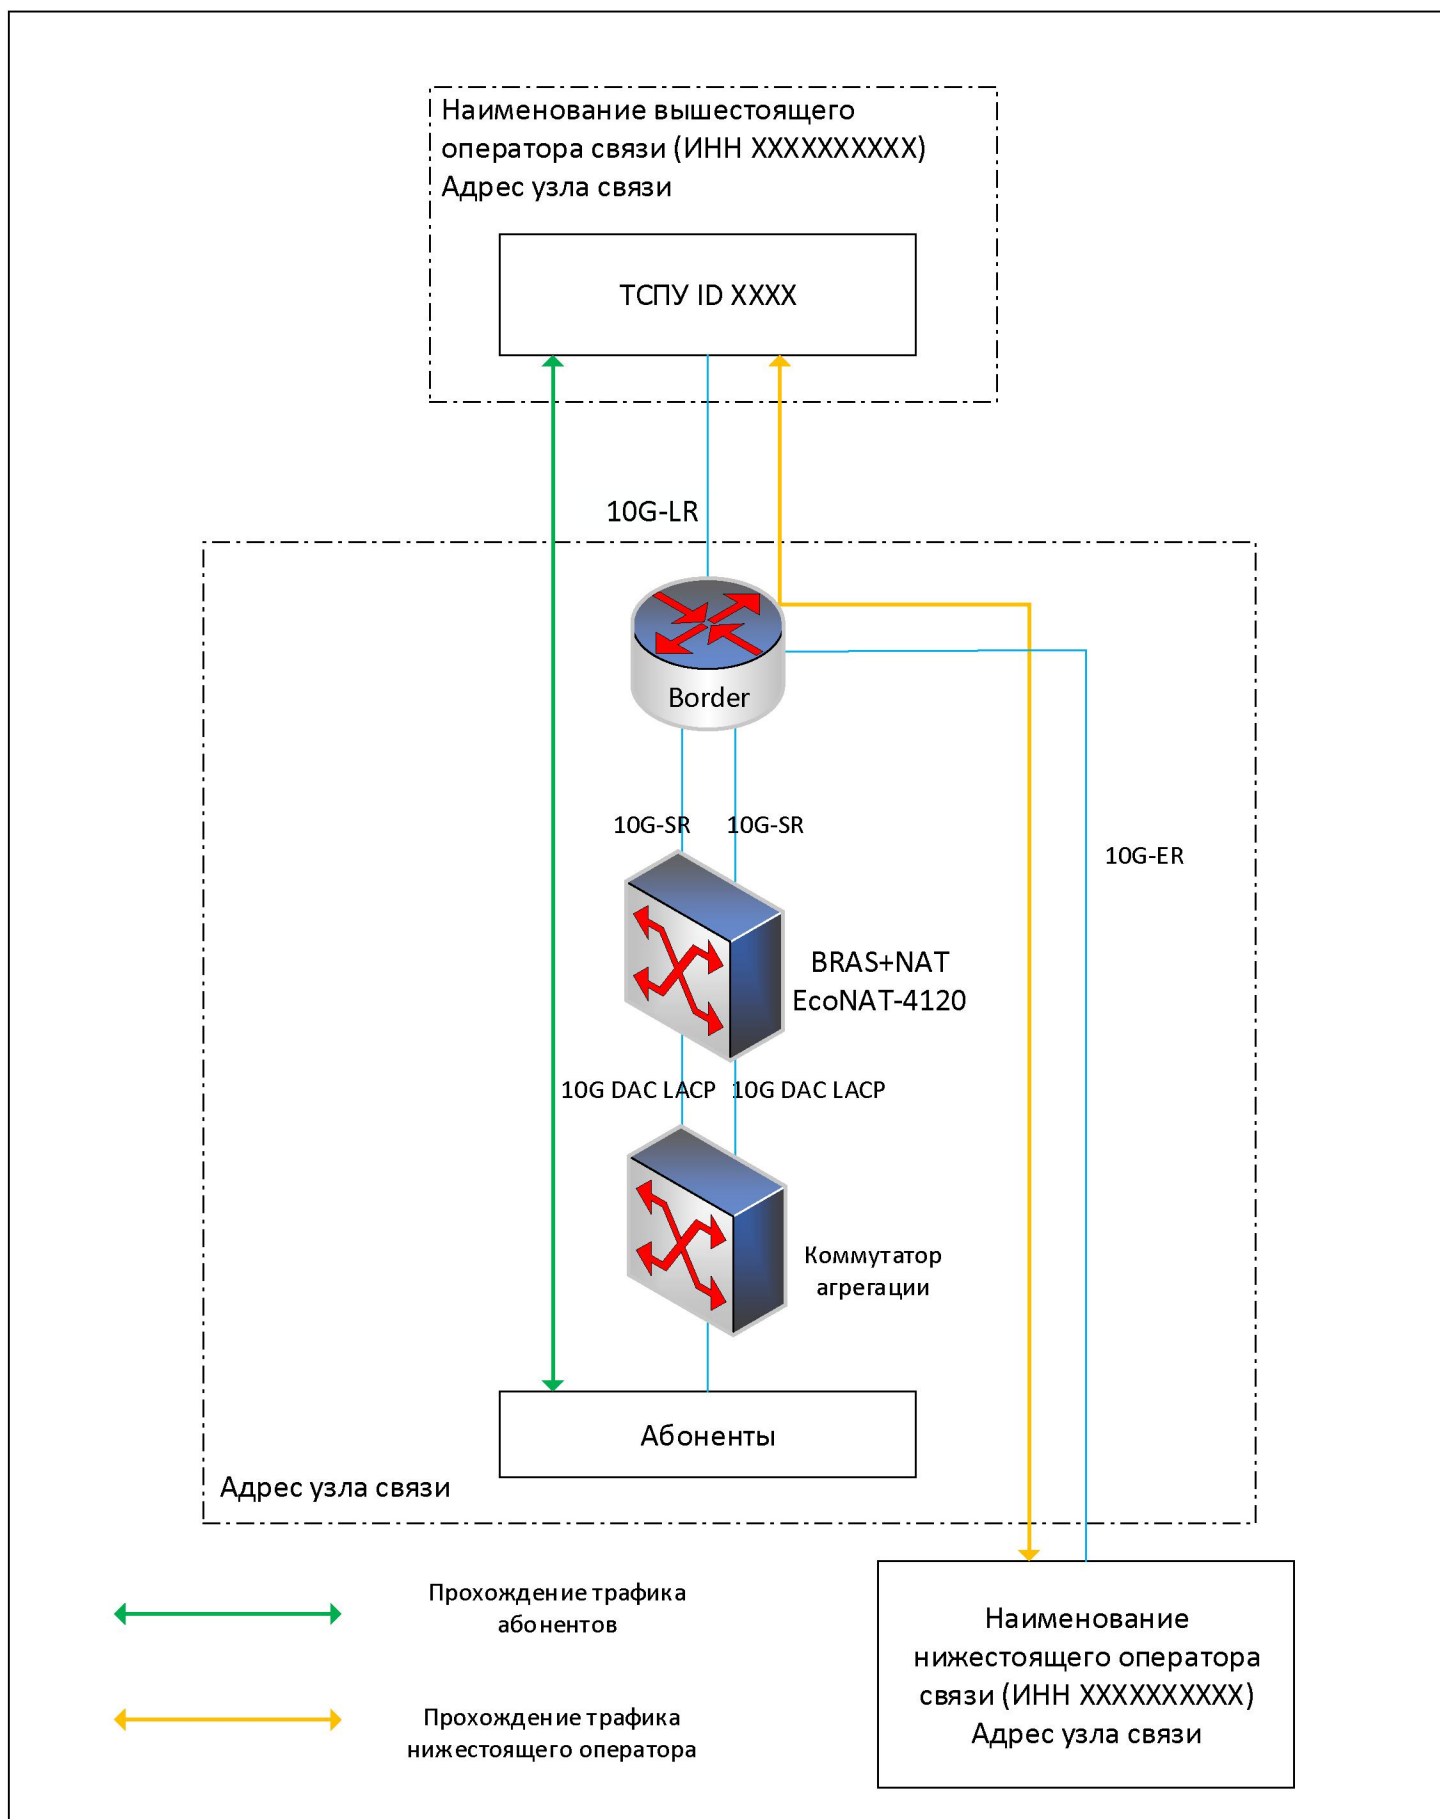 Наименование вышестоящего
оператора связи (ИНН XXXXXXXXXX)
Адрес узла связи
ТСПУ ID XXXX
10G-LR
Border
10G-SR
10G-SR
10G-ER
BRAS+NAT
EcoNAT-4120
10G DAC LACP
10G DAC LACP
Коммутатор
агрегации
Абоненты
Адрес узла связи
Прохождение трафика
абонентов
Прохождение трафика
нижестоящего оператора
Наименование
нижестоящего оператора
связи (ИНН XXXXXXXXXX)
Адрес узла связи